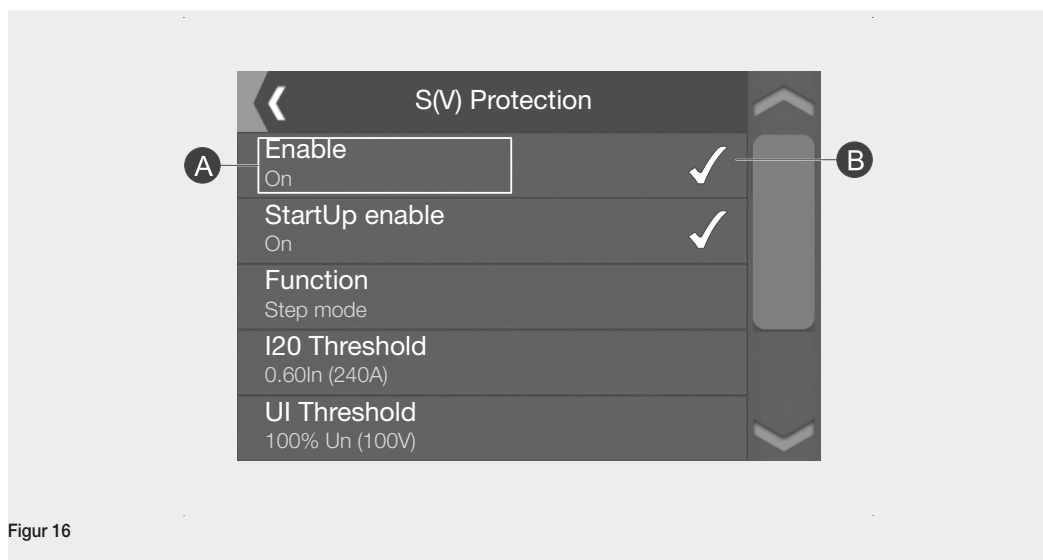 S(V) Protection
A
Enable
On
B
StartUp enable
On
Function
Step mode
I20 Threshold
0.60In (240A)
UI Threshold
100% Un (100V)
Figur 16